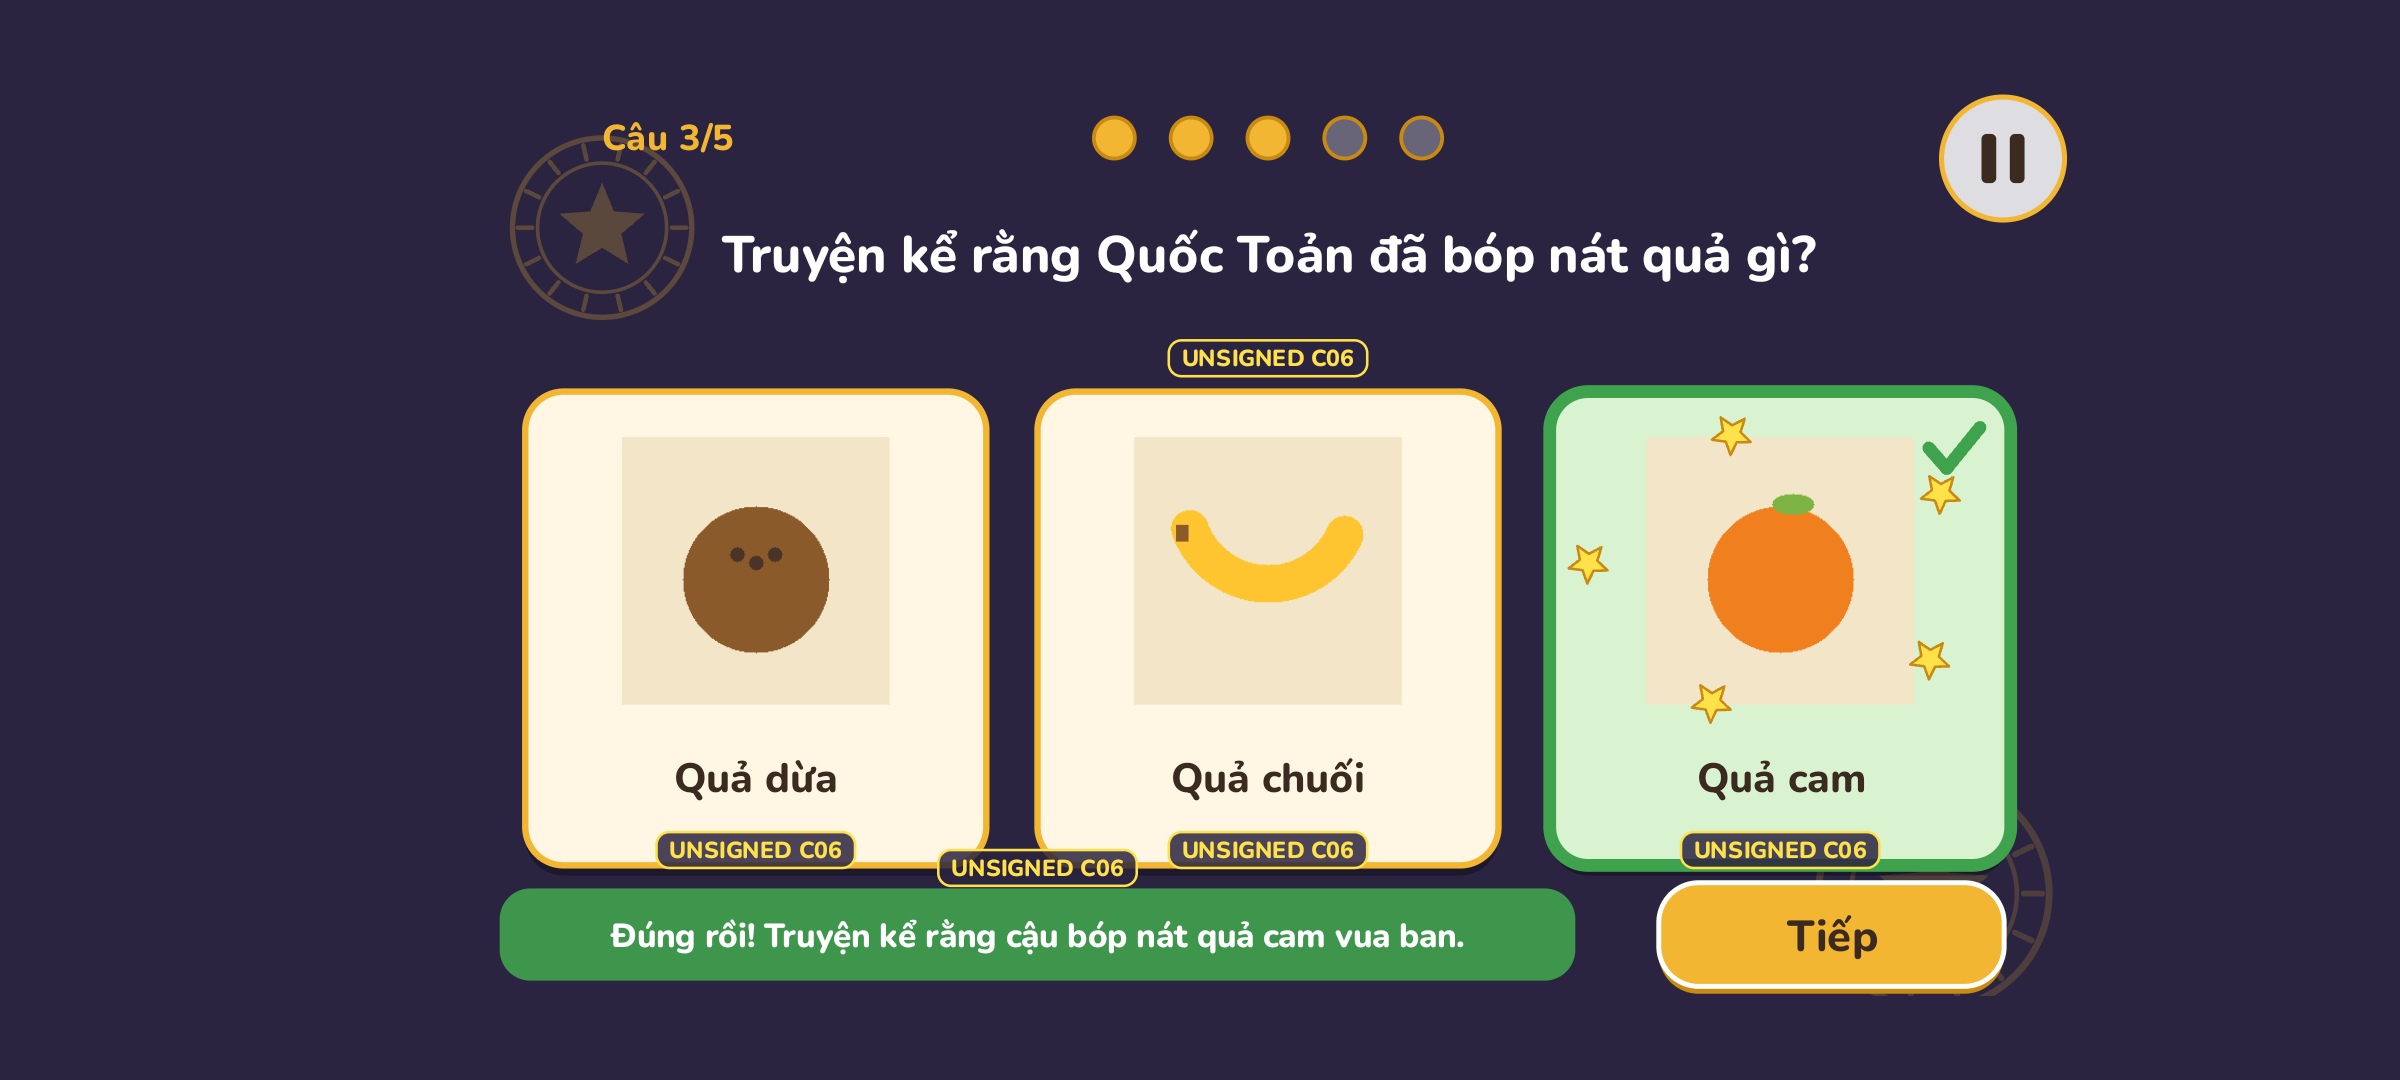 Câu 3/5
Truyện kể rằng Quốc Toản đã bóp nát quả gì?
UNSIGNED C06
Quả dừa
Quả chuối
Quả cam
UNSIGNED C06
UNSIGNED C06
UNSIGNED C06
UNSIGNED C06
Đúng rồi! Truyện kể rằng cậu bóp nát quả cam vua ban.
Tiếp